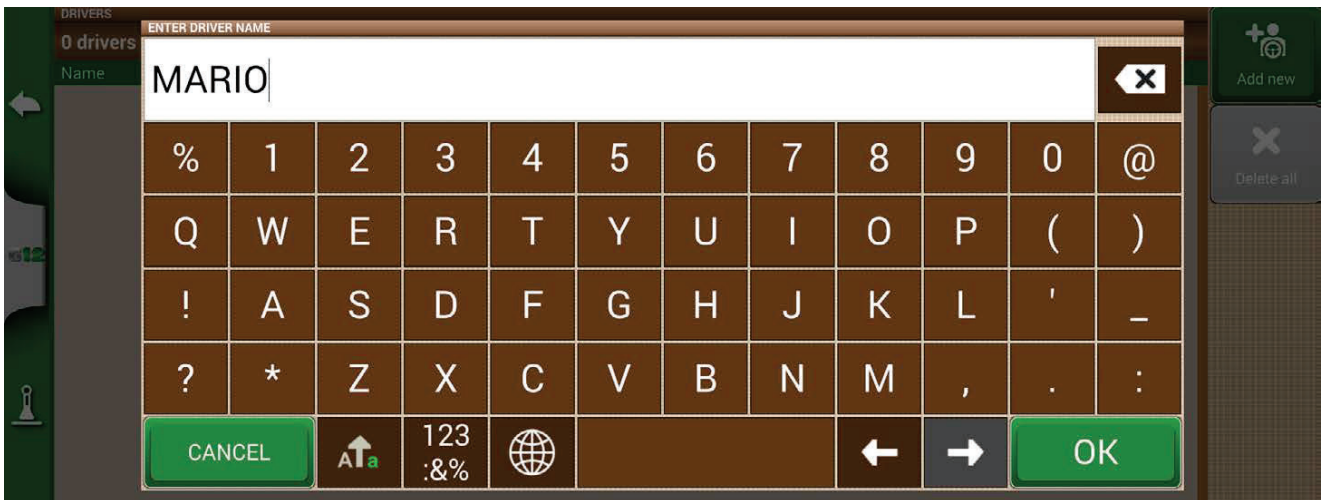 DRIVERS
ENTER DRIVER NAME
0 drivers
MARIO
Name
Add new
% 1 2 3 4 5 6 7 8 9 0 @
Delete all
Q W E R T Y U I O P ( )
12
! A S D F G H J K L ' _
? * Z X C V B N M , . :
CANCEL
A a
123
:&%
OK